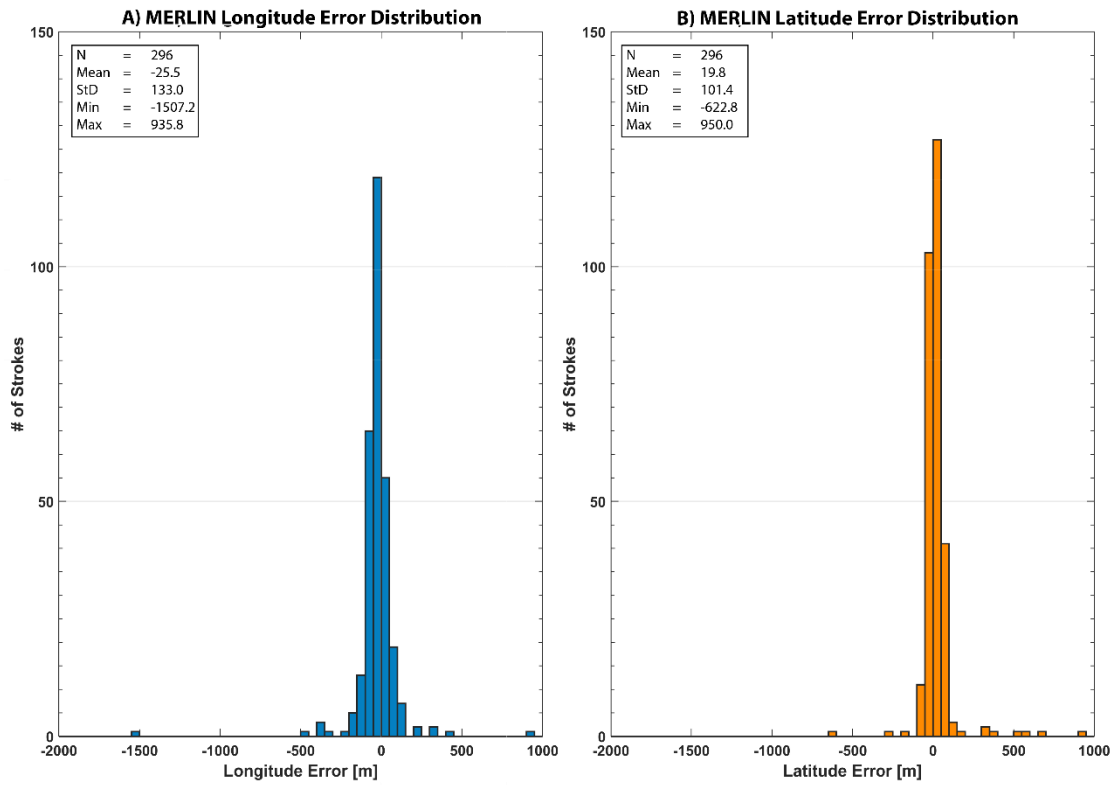 A) MERLIN Longitude Error Distribution
150
100
50
0
# of Strokes
N = 296
Mean = -25.5
StD = 133.0
Min = -1507.2
Max = 935.8
-2000 -1500 -1000 -500 0 500 1000
Longitude Error [m]
B) MERLIN Latitude Error Distribution
150
100
50
0
# of Strokes
N = 296
Mean = 19.8
StD = 101.4
Min = -622.8
Max = 950.0
-2000 -1500 -1000 -500 0 500 1000
Latitude Error [m]